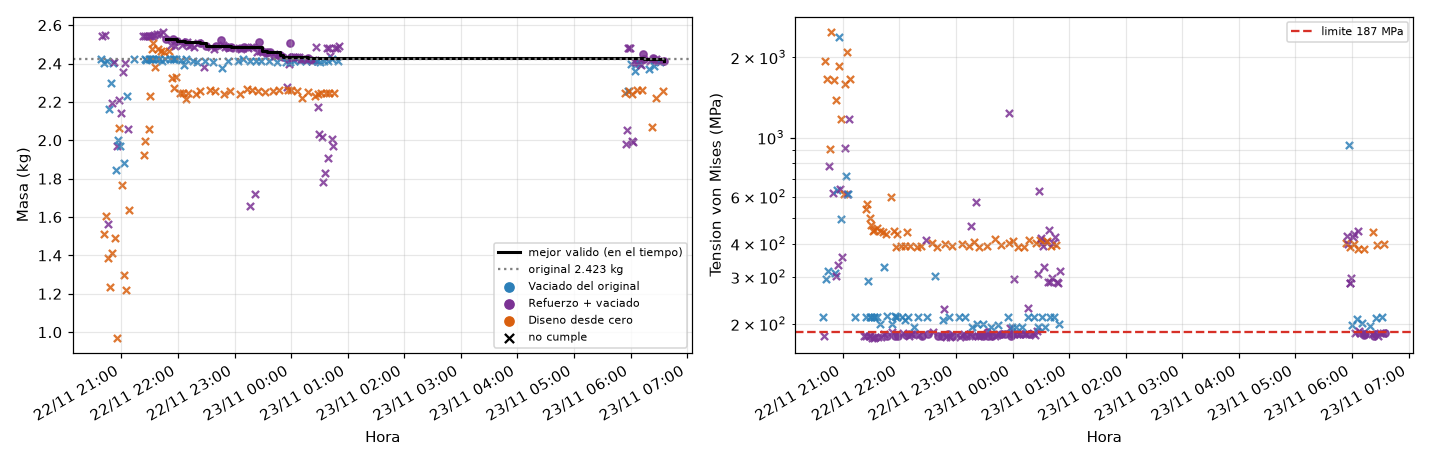 2.6
2.4
2.2
2.0
1.8
1.6
1.4
1.2
1.0
Masa (kg)
22/11 21:00
22/11 22:00
22/11 23:00
23/11 00:00
23/11 01:00
23/11 02:00
23/11 03:00
23/11 04:00
23/11 05:00
23/11 06:00
23/11 07:00
Hora
mejor valido (en el tiempo)
original 2.423 kg
Vaciado del original
Refuerzo + vaciado
Diseno desde cero
no cumple
Tension von Mises (MPa)
2 × 10³
10³
6 × 10²
4 × 10²
3 × 10²
2 × 10²
limite 187 MPa
22/11 21:00
22/11 22:00
22/11 23:00
23/11 00:00
23/11 01:00
23/11 02:00
23/11 03:00
23/11 04:00
23/11 05:00
23/11 06:00
23/11 07:00
Hora